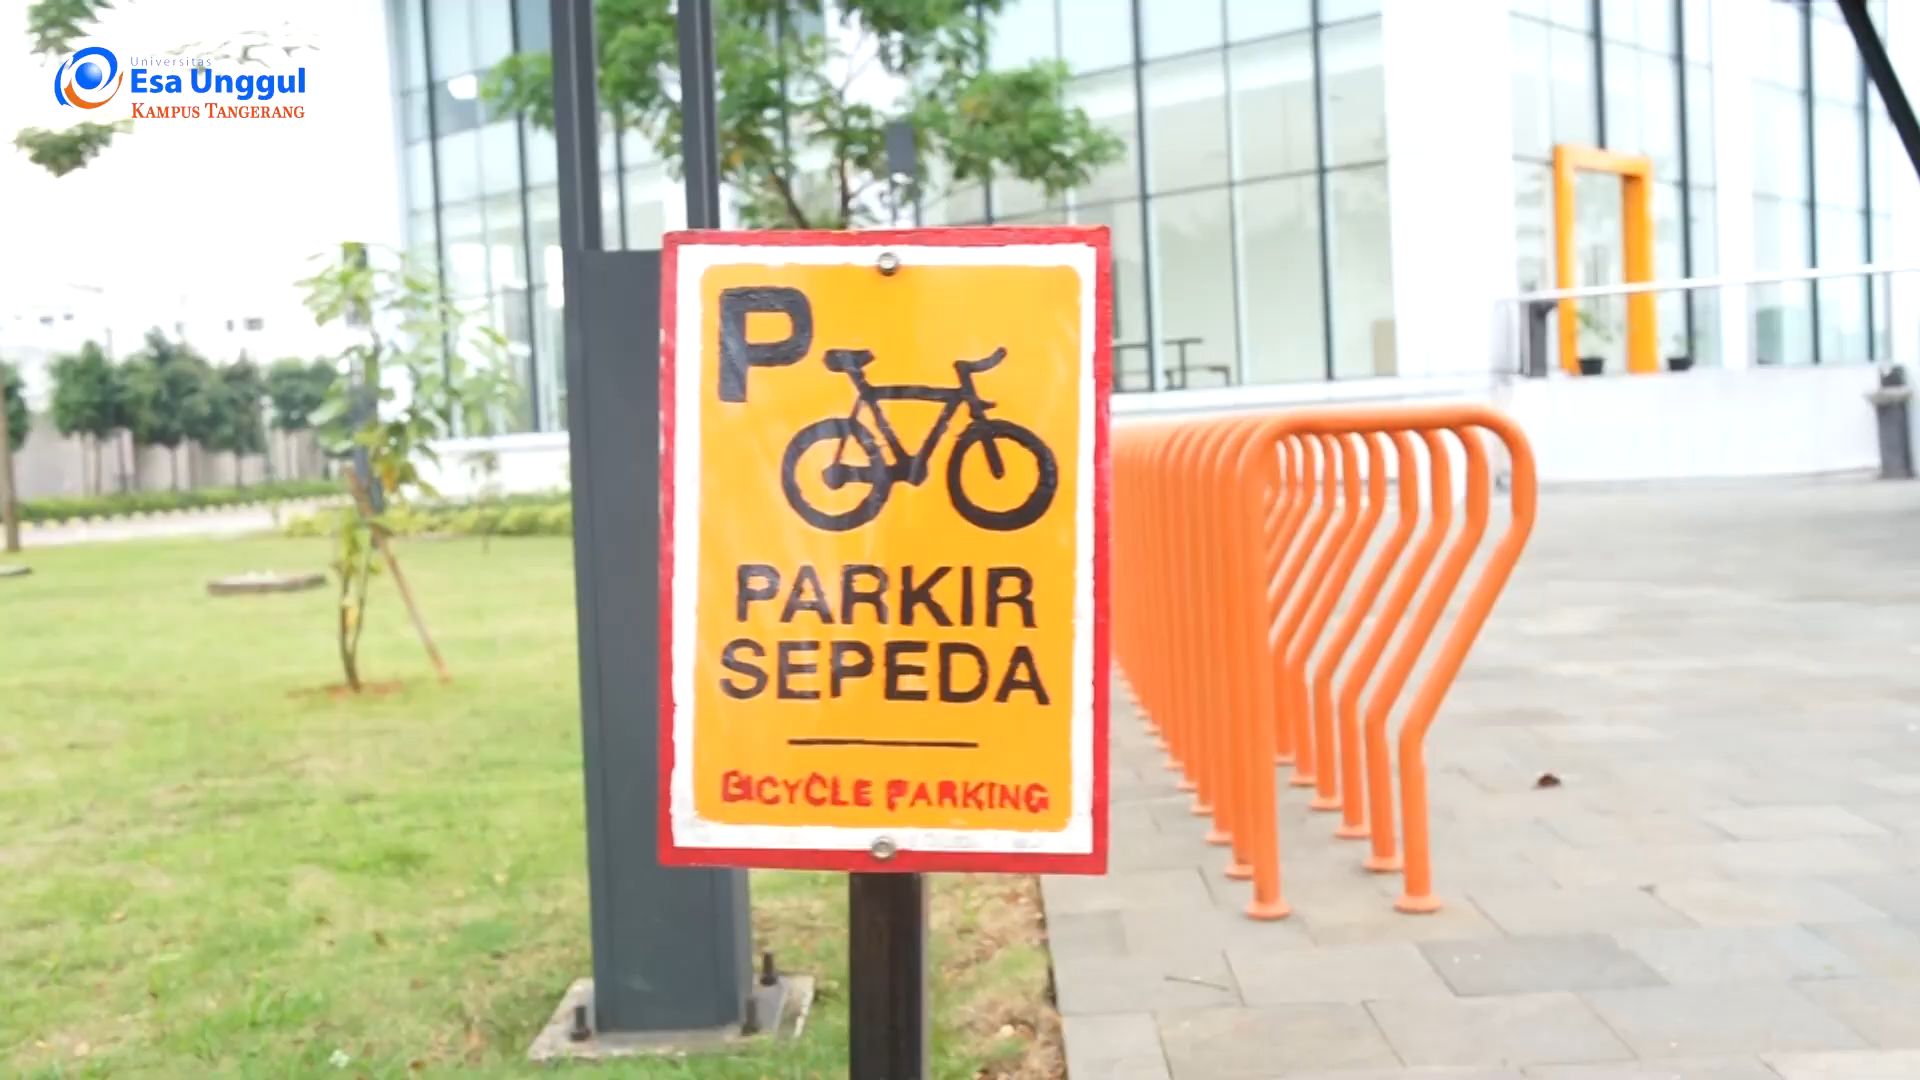 Universitas
Esa Unggul
KAMPUS TANGERANG
P
PARKIR
SEPEDA
BICYCLE PARKING